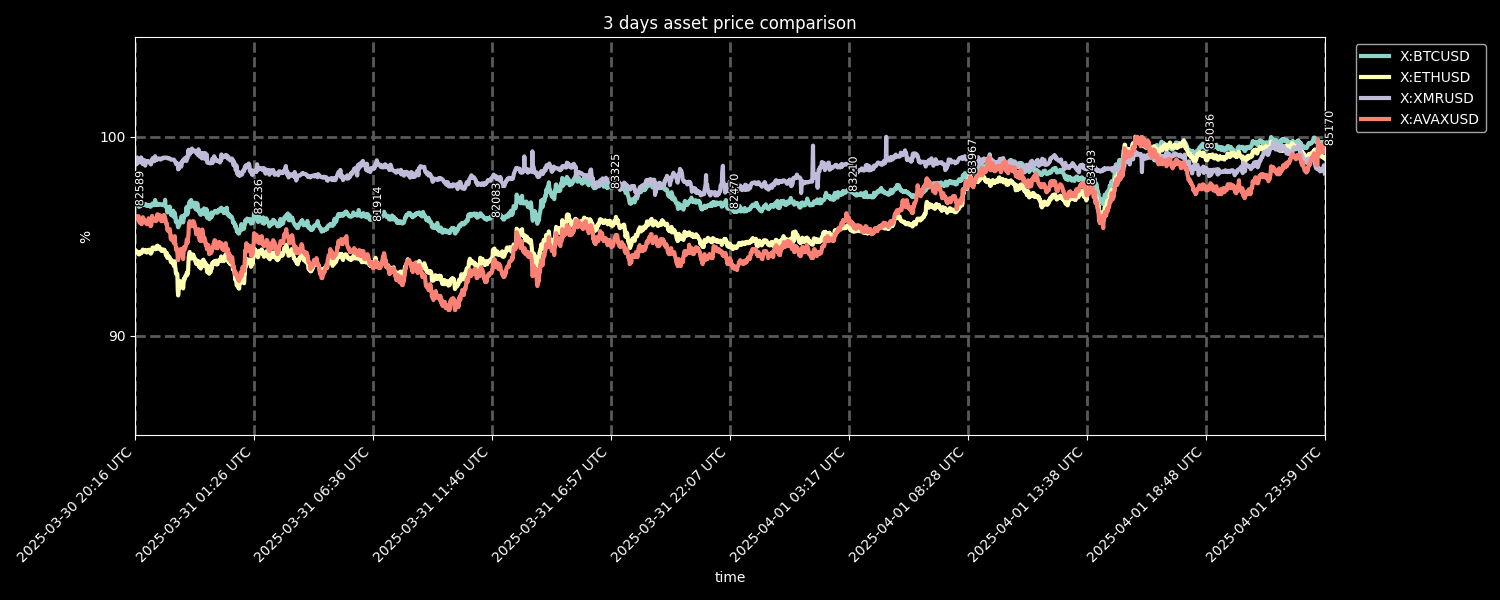 3 days asset price comparison
X:BTCUSD
X:ETHUSD
X:XMRUSD
X:AVAXUSD
100
90
%
82589
82236
81914
82083
83325
82470
83210
83967
83493
85036
85170
2025-03-30 20:16 UTC
2025-03-31 01:26 UTC
2025-03-31 06:36 UTC
2025-03-31 11:46 UTC
2025-03-31 16:57 UTC
2025-03-31 22:07 UTC
2025-04-01 03:17 UTC
2025-04-01 08:28 UTC
2025-04-01 13:38 UTC
2025-04-01 18:48 UTC
2025-04-01 23:59 UTC
time